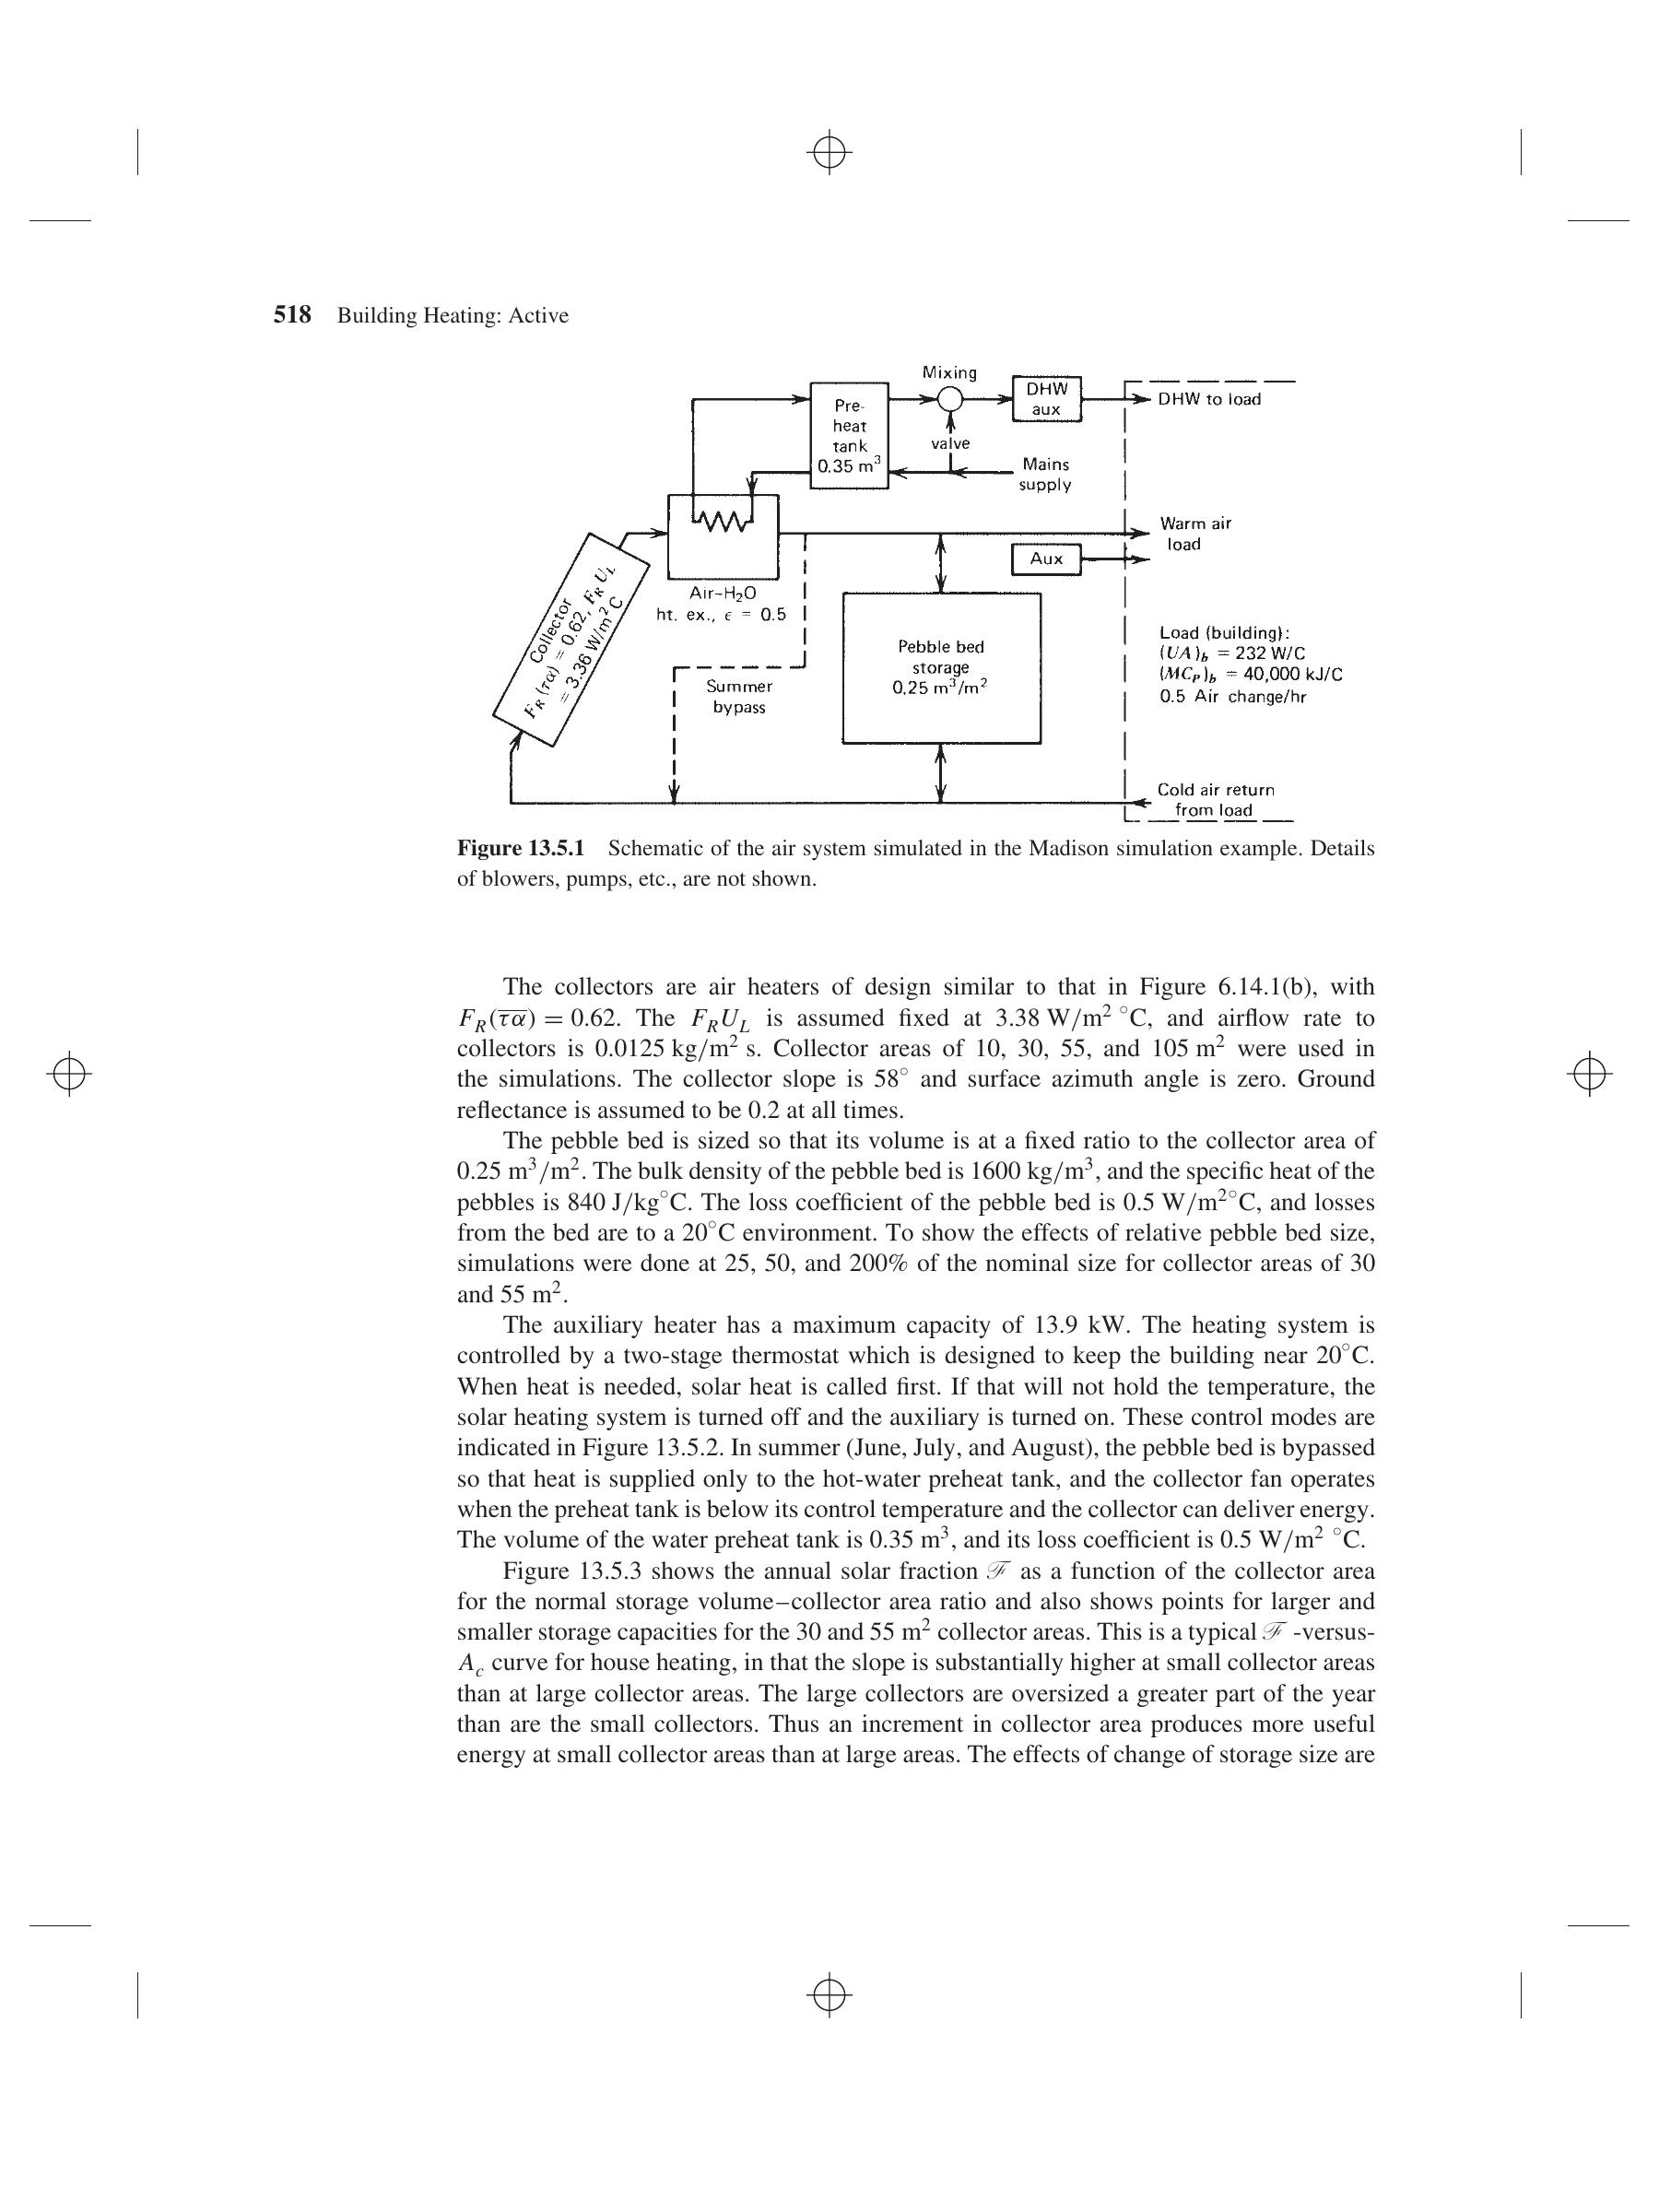 518 Building Heating: Active
Mixing
DHW
aux
DHW to load
Pre-
heat
tank
0.35 m³
valve
Mains
supply
Warm air
load
Aux
Collector
F_R(τα) = 0.62, F_R U_L
= 3.36 W/m² C
Air-H₂O
ht. ex., ϵ = 0.5
Pebble bed
storage
0.25 m³/m²
Load (building):
(UA)_b = 232 W/C
(MC_P)_b = 40,000 kJ/C
0.5 Air change/hr
Summer
bypass
Cold air return
from load
Figure 13.5.1 Schematic of the air system simulated in the Madison simulation example. Details
of blowers, pumps, etc., are not shown.
The collectors are air heaters of design similar to that in Figure 6.14.1(b), with
F_R(τα) = 0.62. The F_R U_L is assumed fixed at 3.38 W/m² °C, and airflow rate to
collectors is 0.0125 kg/m² s. Collector areas of 10, 30, 55, and 105 m² were used in
the simulations. The collector slope is 58° and surface azimuth angle is zero. Ground
reflectance is assumed to be 0.2 at all times.
The pebble bed is sized so that its volume is at a fixed ratio to the collector area of
0.25 m³/m². The bulk density of the pebble bed is 1600 kg/m³, and the specific heat of the
pebbles is 840 J/kg°C. The loss coefficient of the pebble bed is 0.5 W/m²°C, and losses
from the bed are to a 20°C environment. To show the effects of relative pebble bed size,
simulations were done at 25, 50, and 200% of the nominal size for collector areas of 30
and 55 m².
The auxiliary heater has a maximum capacity of 13.9 kW. The heating system is
controlled by a two-stage thermostat which is designed to keep the building near 20°C.
When heat is needed, solar heat is called first. If that will not hold the temperature, the
solar heating system is turned off and the auxiliary is turned on. These control modes are
indicated in Figure 13.5.2. In summer (June, July, and August), the pebble bed is bypassed
so that heat is supplied only to the hot-water preheat tank, and the collector fan operates
when the preheat tank is below its control temperature and the collector can deliver energy.
The volume of the water preheat tank is 0.35 m³, and its loss coefficient is 0.5 W/m² °C.
Figure 13.5.3 shows the annual solar fraction ℱ as a function of the collector area
for the normal storage volume–collector area ratio and also shows points for larger and
smaller storage capacities for the 30 and 55 m² collector areas. This is a typical ℱ -versus-
A_c curve for house heating, in that the slope is substantially higher at small collector areas
than at large collector areas. The large collectors are oversized a greater part of the year
than are the small collectors. Thus an increment in collector area produces more useful
energy at small collector areas than at large areas. The effects of change of storage size are